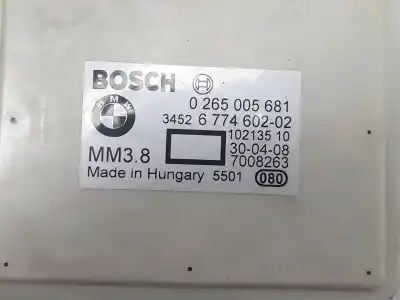 BOSCH
BMW
0 265 005 681
3452 6 774 602-02
102135 10
MM3.8
30-04-08
7008263
Made in Hungary 5501
080